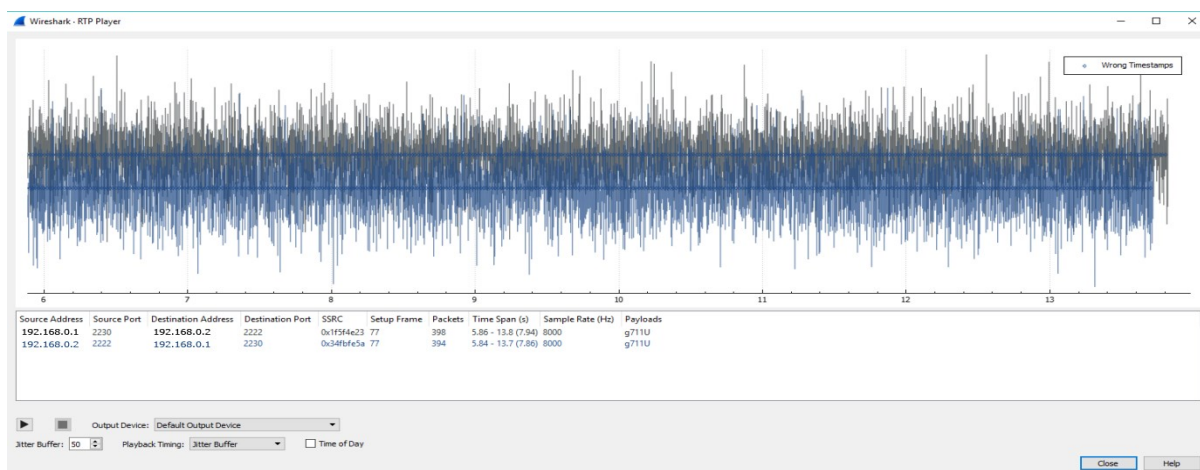 Wireshark · RTP Player
Wrong Timestamps
6 7 8 9 10 11 12 13
Source Address Source Port Destination Address Destination Port SSRC Setup Frame Packets Time Span (s) Sample Rate (Hz) Payloads
192.168.0.1 2230 192.168.0.2 2222 0x1f5f4e23 77 398 5.86 - 13.8 (7.94) 8000 g711U
192.168.0.2 2222 192.168.0.1 2230 0x34fbfe5a 77 394 5.84 - 13.7 (7.86) 8000 g711U
Output Device: Default Output Device
Jitter Buffer: 50 Playback Timing: Jitter Buffer Time of Day
Close Help